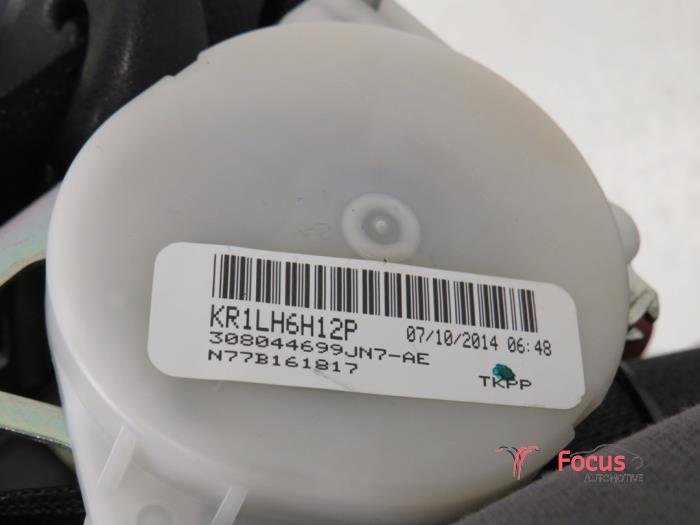 KR1LH6H12P 07/10/2014 06:48
308044699JN7-AE
N77B161817 TKPP
Focus
AUTOMOTIVE